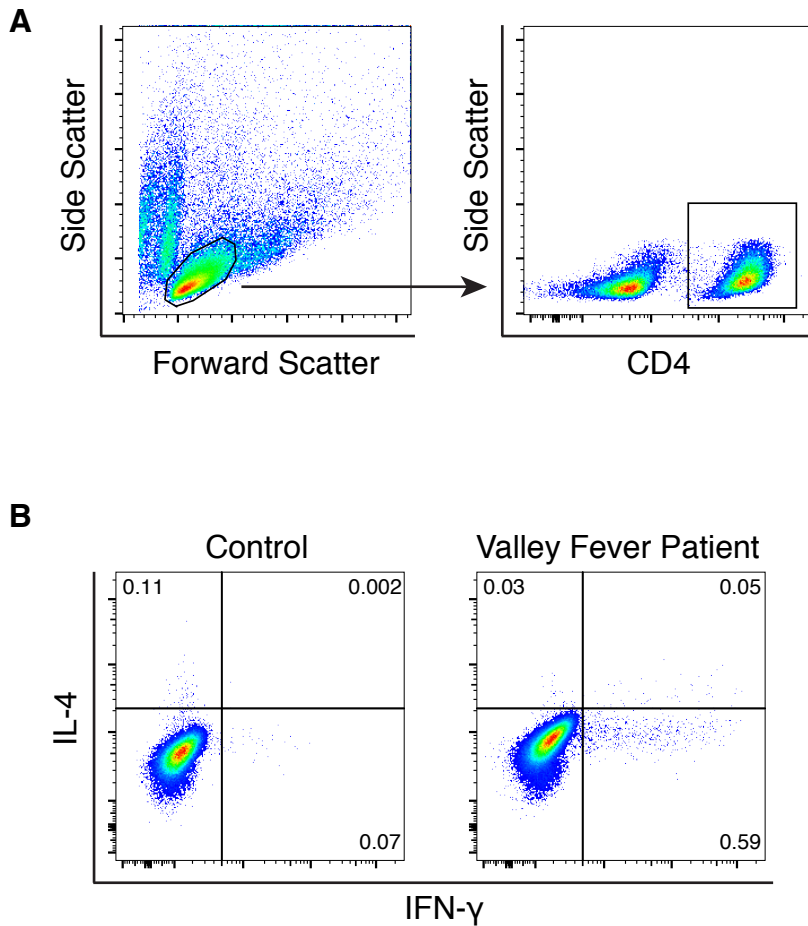 A
Side Scatter
Forward Scatter
Side Scatter
CD4
B
Control
Valley Fever Patient
0.11
0.002
0.03
0.05
IL-4
0.07
0.59
IFN-γ